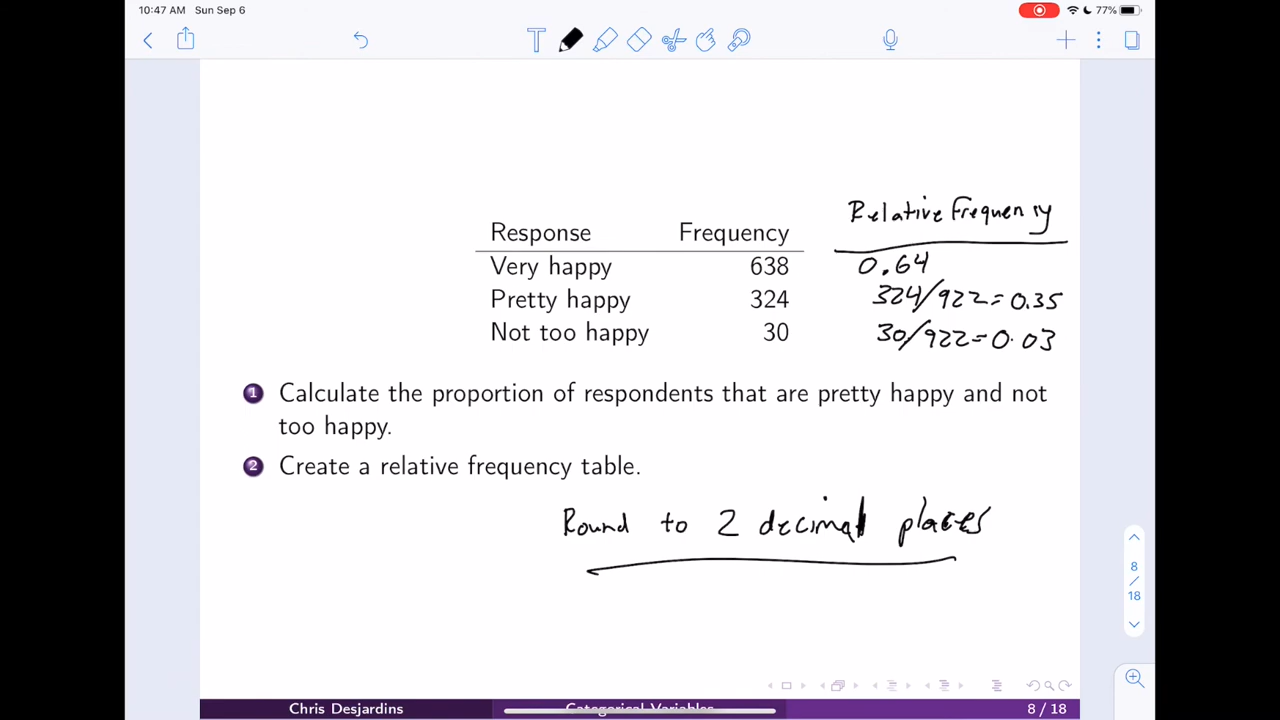 10:47 AM Sun Sep 6 77%
Relative Frequency
Response Frequency
Very happy 638 0.64
Pretty happy 324 324/922=0.35
Not too happy 30 30/922=0.03
1 Calculate the proportion of respondents that are pretty happy and not
too happy.
2 Create a relative frequency table.
Round to 2 decimal places
8
/
18
Chris Desjardins Categorical Variables 8 / 18